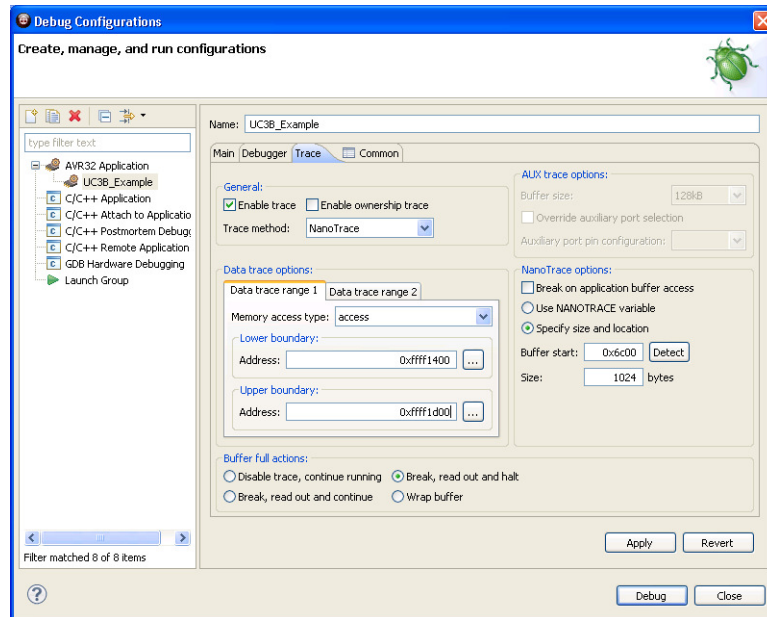 Debug Configurations
Create, manage, and run configurations
type filter text
AVR32 Application
UC3B_Example
C/C++ Application
C/C++ Attach to Applicatio
C/C++ Postmortem Debugg
C/C++ Remote Application
GDB Hardware Debugging
Launch Group
Filter matched 8 of 8 items
Name: UC3B_Example
Main Debugger Trace Common
General:
Enable trace Enable ownership trace
Trace method: NanoTrace
AUX trace options:
Buffer size: 128kB
Override auxiliary port selection
Auxiliary port pin configuration:
Data trace options:
Data trace range 1 Data trace range 2
Memory access type: access
Lower boundary:
Address: 0xffff1400 ...
Upper boundary:
Address: 0xffff1d00 ...
NanoTrace options:
Break on application buffer access
Use NANOTRACE variable
Specify size and location
Buffer start: 0x6c00 Detect
Size: 1024 bytes
Buffer full actions:
Disable trace, continue running Break, read out and halt
Break, read out and continue Wrap buffer
Apply Revert
? Debug Close